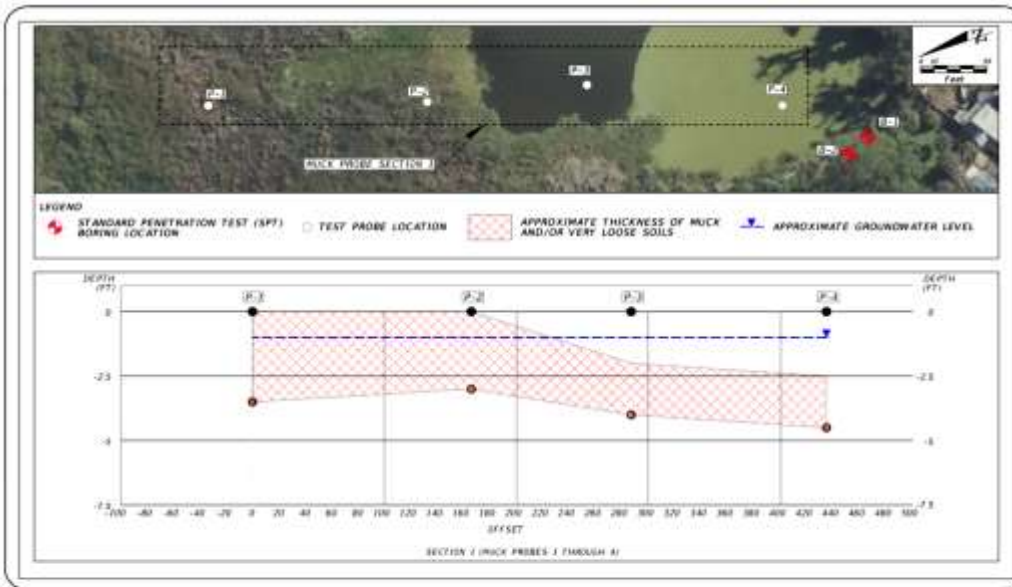 P-1
P-2
P-3
P-4
B-1
B-2
MUCK PROBE SECTION 1
Feet
LEGEND
STANDARD PENETRATION TEST (SPT)
BORING LOCATION
TEST PROBE LOCATION
APPROXIMATE THICKNESS OF MUCK
AND/OR VERY LOOSE SOILS
APPROXIMATE GROUNDWATER LEVEL
DEPTH
(FT)
DEPTH
(FT)
P-1
P-2
P-3
P-4
0
0
-2.5
-2.5
-5
-5
-7.5
-7.5
-100 -80 -60 -40 -20 0 20 40 60 80 100 120 140 160 180 200 220 240 260 280 300 320 340 360 380 400 420 440 460 480 500
OFFSET
SECTION 1 (MUCK PROBES 1 THROUGH 4)